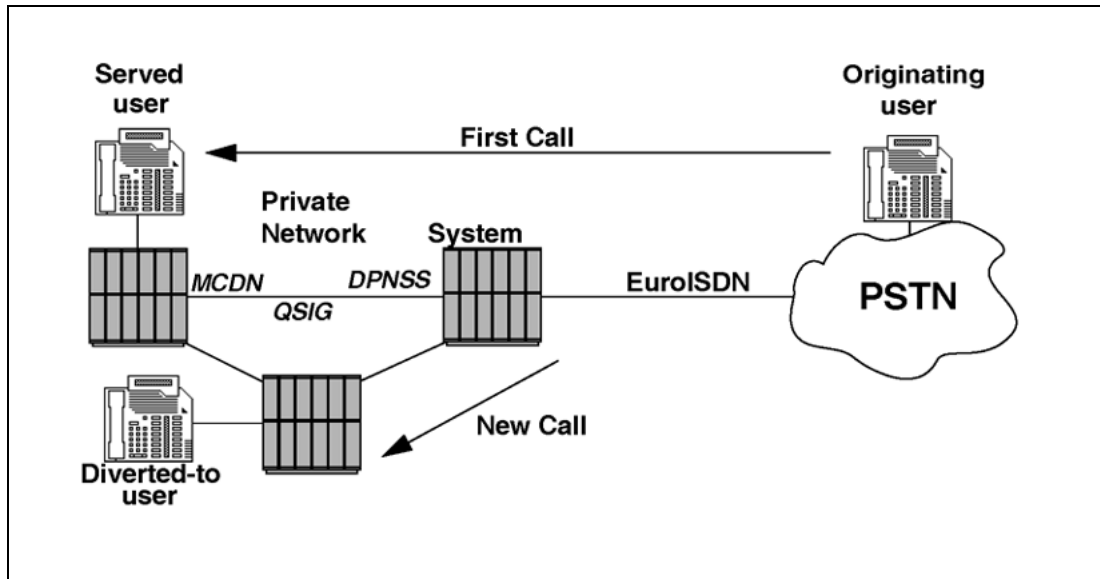 Served
user
Originating
user
First Call
Private
Network
System
MCDN
DPNSS
QSIG
EuroISDN
PSTN
New Call
Diverted-to
user